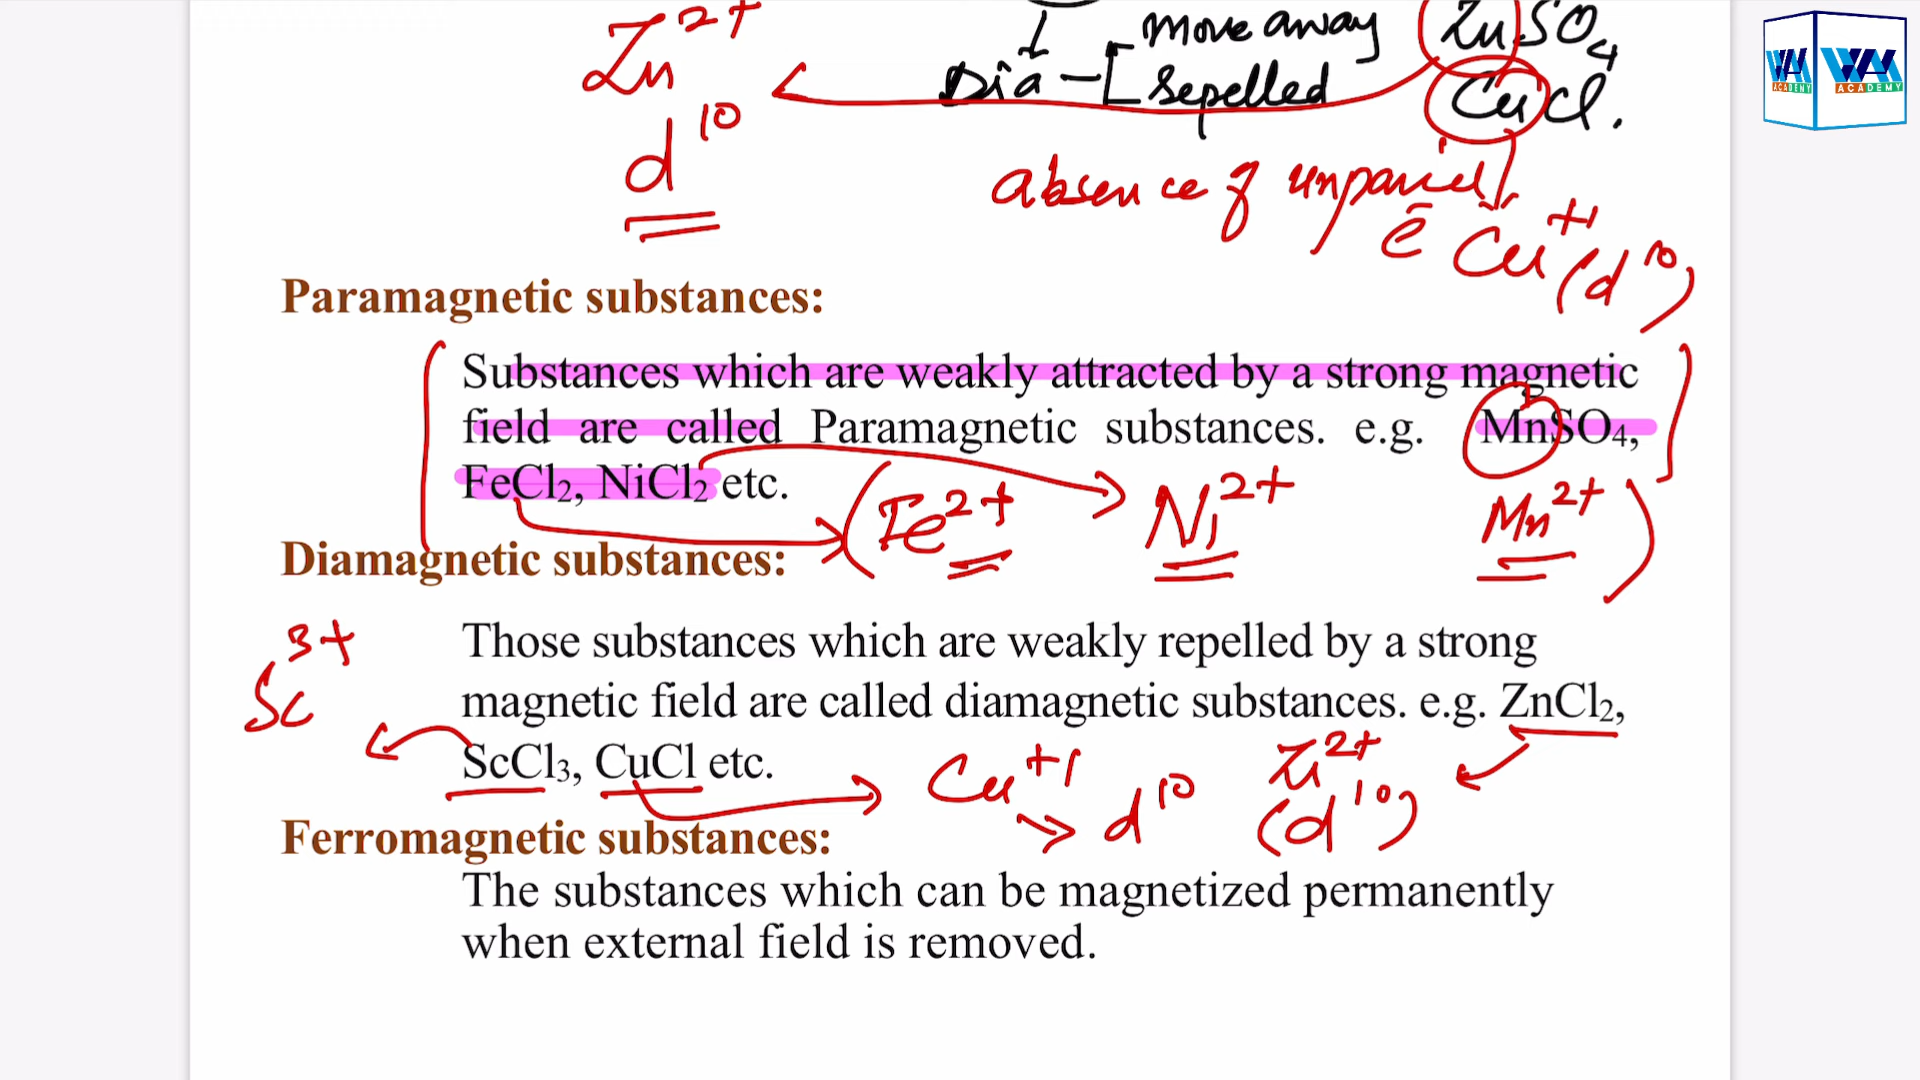 Zn2+
move away
ZnSO4
Dia – [ Repelled
CuCl.
d10
absence of unpaired
ē
Cu+1 (d10)
Paramagnetic substances:
Substances which are weakly attracted by a strong magnetic
field are called Paramagnetic substances. e.g. MnSO4,
FeCl2, NiCl2 etc.
(Fe2+ Ni2+ Mn2+)
Diamagnetic substances:
Sc3+
Those substances which are weakly repelled by a strong
magnetic field are called diamagnetic substances. e.g. ZnCl2,
ScCl3, CuCl etc.
Cu+1 d10
Zn2+
(d10)
Ferromagnetic substances:
The substances which can be magnetized permanently
when external field is removed.
WA ACADEMY
WA ACADEMY